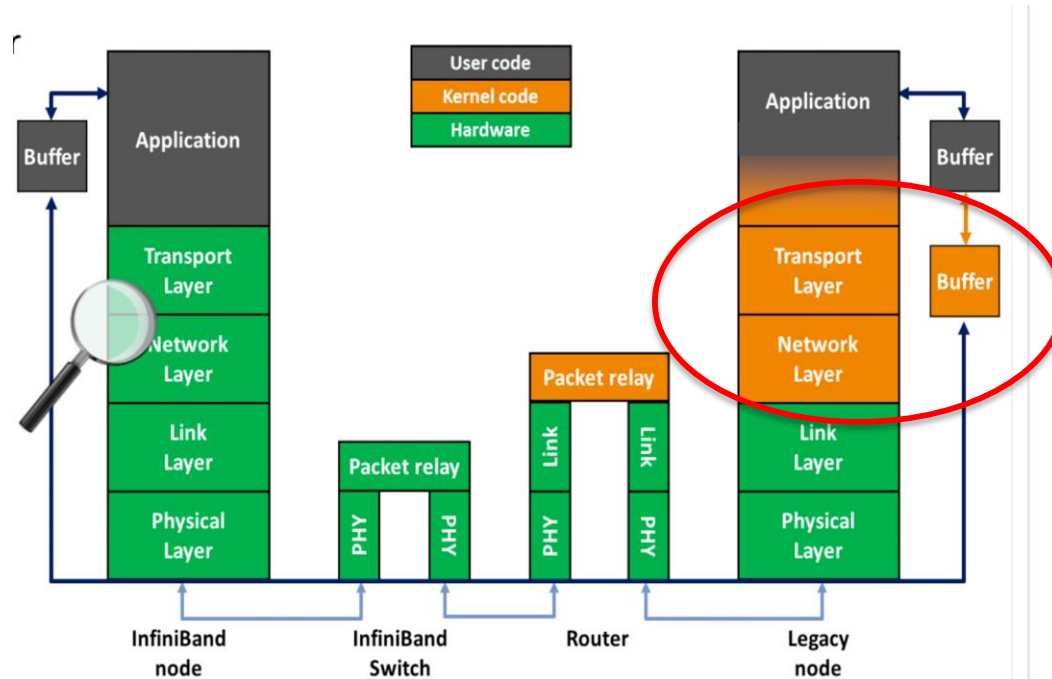 User code
Kernel code
Hardware
Application
Buffer
Transport
Layer
Network
Layer
Link
Layer
Physical
Layer
Packet relay
PHY
PHY
Packet relay
Link
Link
PHY
PHY
Application
Transport
Layer
Network
Layer
Link
Layer
Physical
Layer
Buffer
Buffer
InfiniBand
node
InfiniBand
Switch
Router
Legacy
node